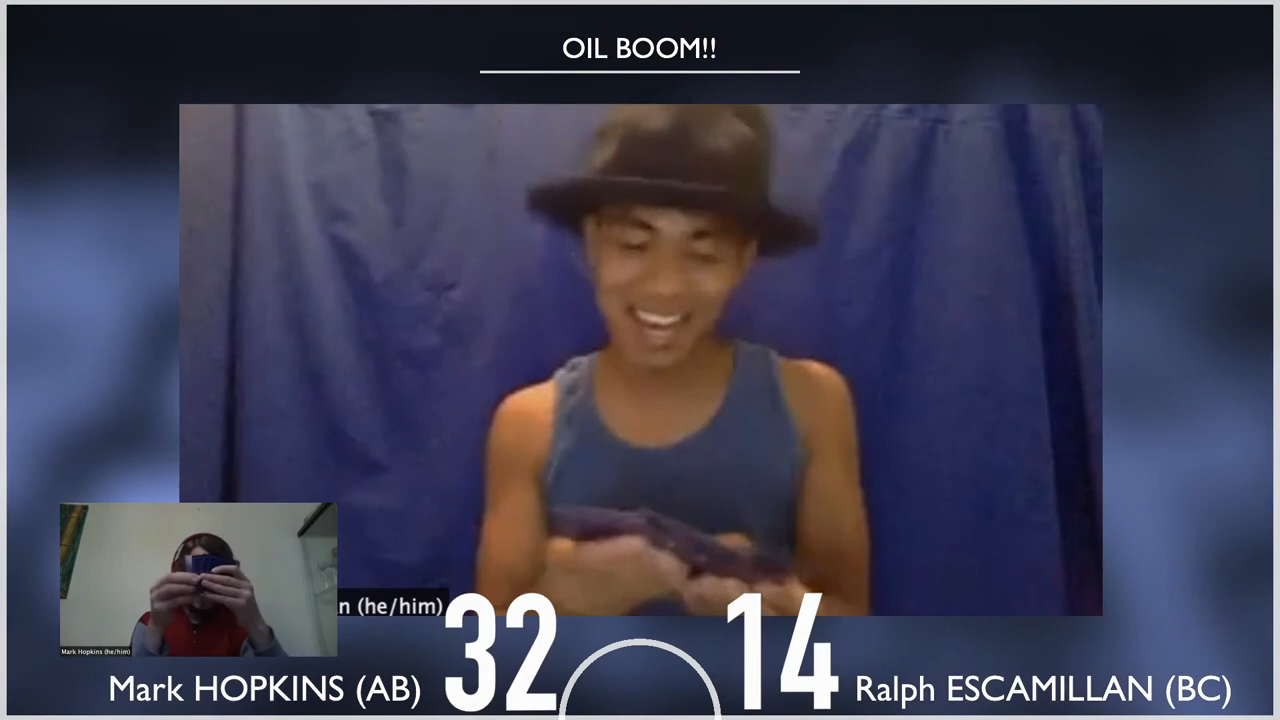 OIL BOOM!!
n (he/him)
Mark Hopkins (he/him)
32 14
Mark HOPKINS (AB)
Ralph ESCAMILLAN (BC)